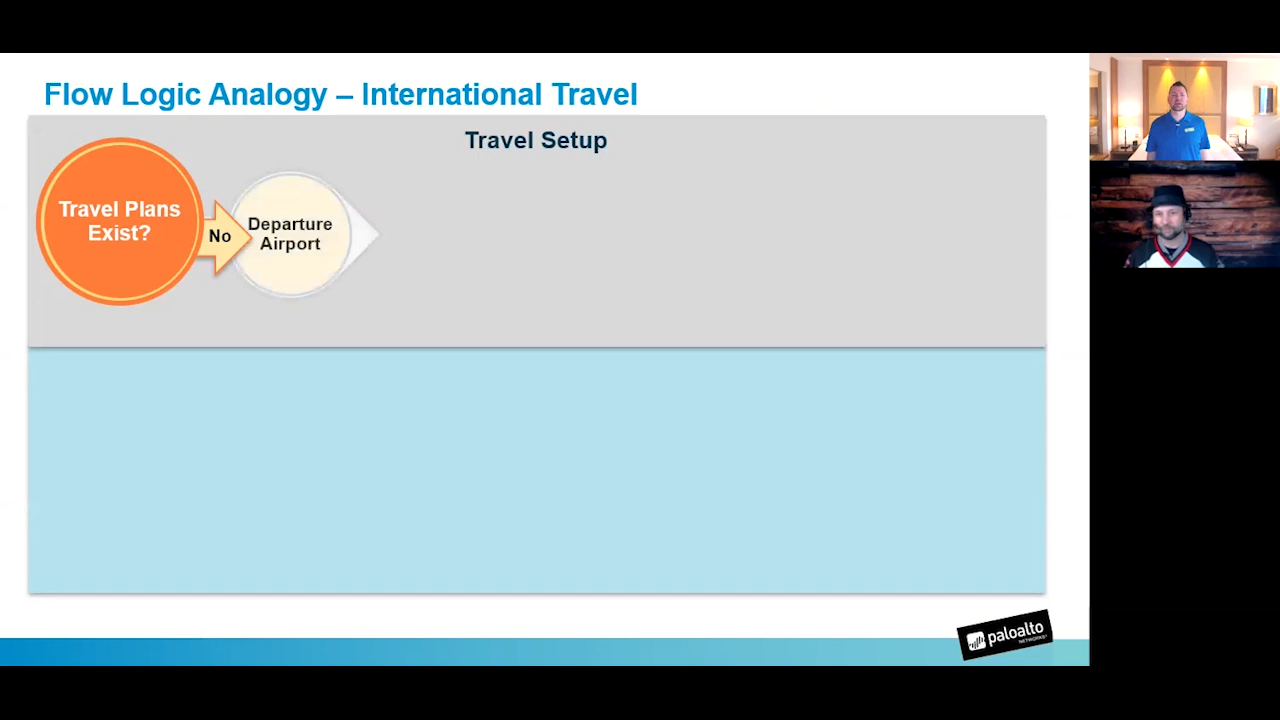 Flow Logic Analogy – International Travel
Travel Setup
Travel Plans
Exist?
No
Departure
Airport
paloalto
NETWORKS